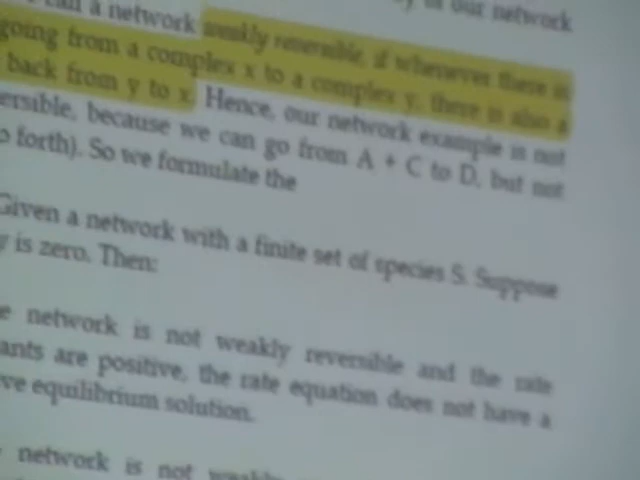 a network weakly reversible, if whenever there is
going from a complex x to a complex y, there is also a
back from y to x. Hence, our network example is not
ersible, because we can go from A + C to D, but not
o forth). So we formulate the
Given a network with a finite set of species S. Suppose
y is zero. Then:
e network is not weakly reversible and the rate
ants are positive, the rate equation does not have a
ve equilibrium solution.
network is not weakly